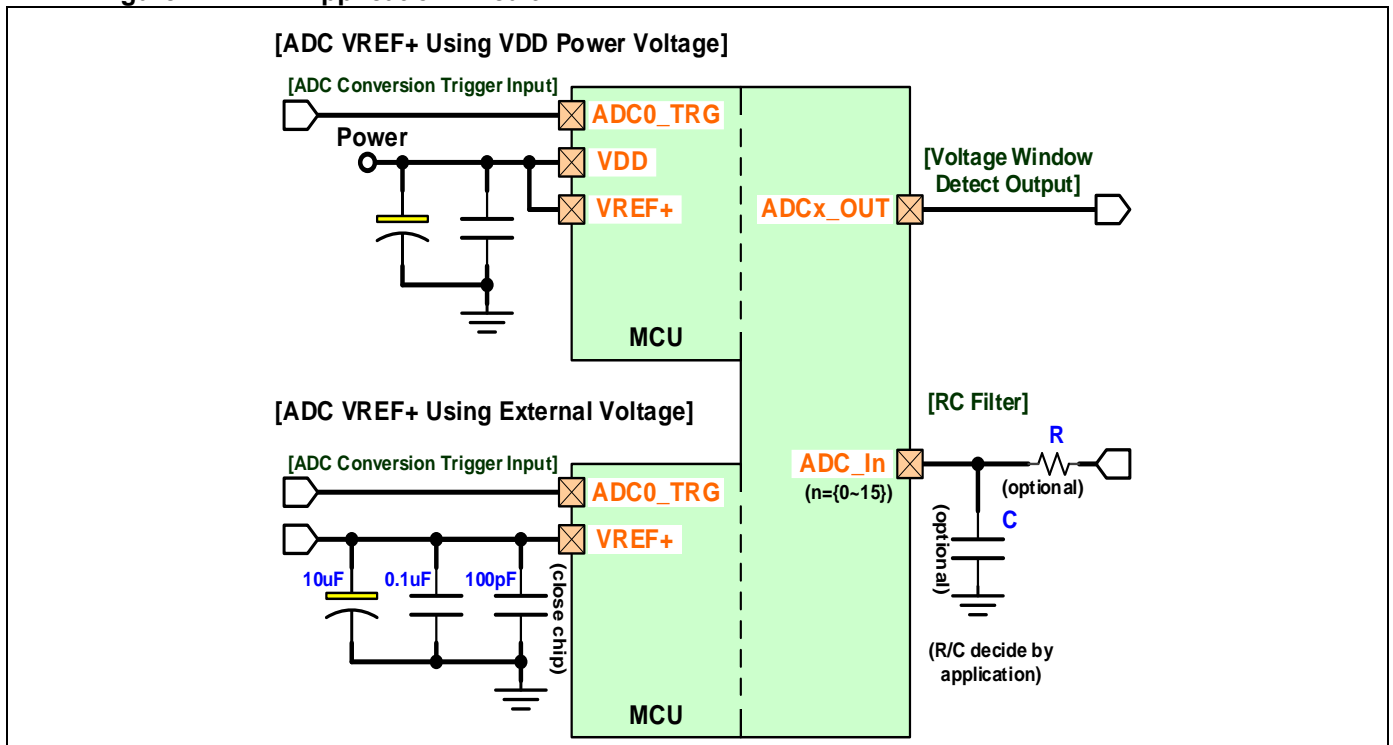 [ADC VREF+ Using VDD Power Voltage]
[ADC Conversion Trigger Input]
ADC0_TRG
Power
VDD
VREF+
MCU
ADCx_OUT
[Voltage Window
Detect Output]
[ADC VREF+ Using External Voltage]
[ADC Conversion Trigger Input]
ADC0_TRG
VREF+
10uF
0.1uF
100pF
(close chip)
MCU
[RC Filter]
R
ADC_In
(n={0~15})
(optional)
C
(optional)
(R/C decide by
application)